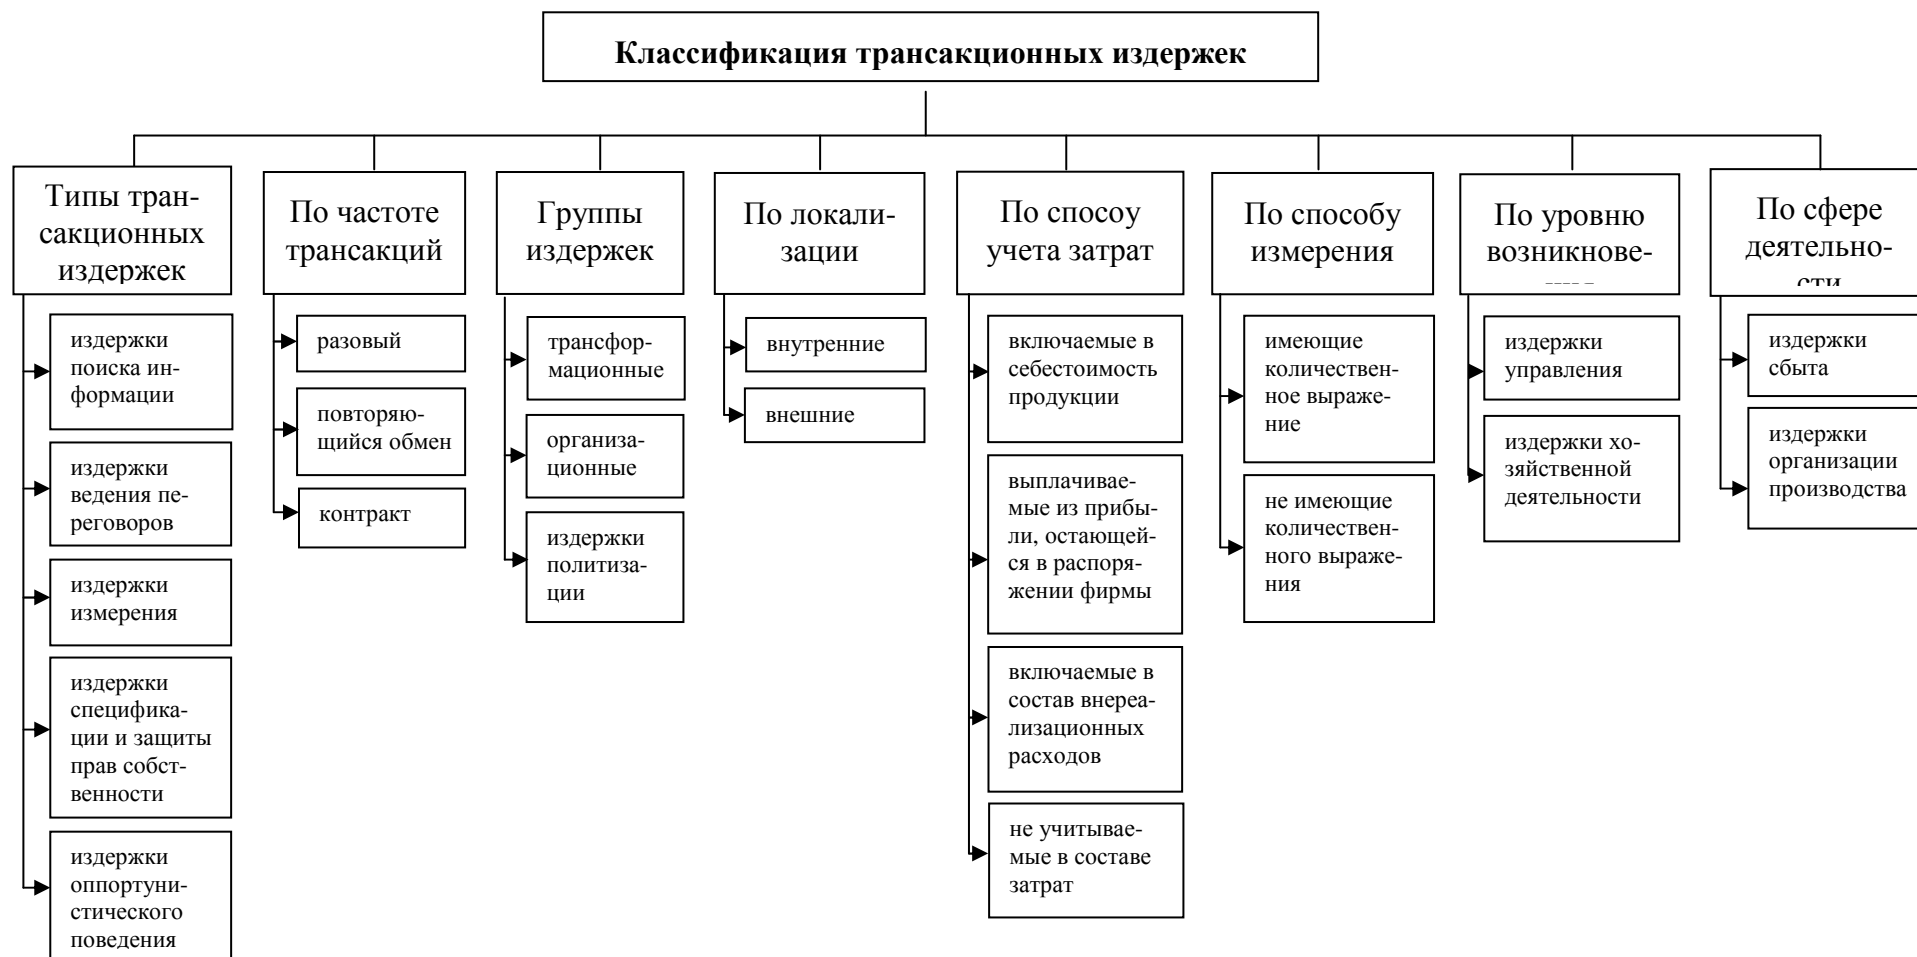 Классификация трансакционных издержек
Типы тран-
сакционных
издержек
издержки
поиска ин-
формации
издержки
ведения пе-
реговоров
издержки
измерения
издержки
специфика-
ции и защиты
прав собст-
венности
издержки
оппортуни-
стического
поведения
По частоте
трансакций
разовый
повторяю-
щийся обмен
контракт
Группы
издержек
трансфор-
мационные
организа-
ционные
издержки
политиза-
ции
По локали-
зации
внутренние
внешние
По спосоу
учета затрат
включаемые в
себестоимость
продукции
выплачивае-
мые из прибы-
ли, остающей-
ся в распоря-
жении фирмы
включаемые в
состав внереа-
лизационных
расходов
не учитывае-
мые в составе
затрат
По способу
измерения
имеющие
количествен-
ное выраже-
ние
не имеющие
количествен-
ного выраже-
ния
По уровню
возникнове-
издержки
управления
издержки хо-
зяйственной
деятельности
По сфере
деятельно-
сти
издержки
сбыта
издержки
организации
производства